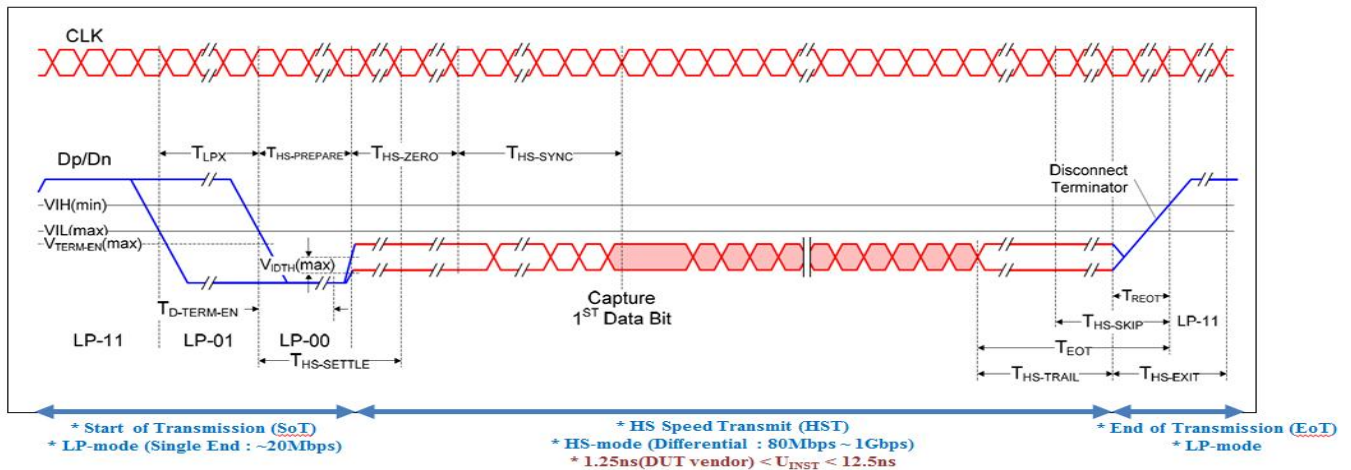 CLK
Dp/Dn
TLPX THS-PREPARE THS-ZERO THS-SYNC
Disconnect
Terminator
VIH(min)
VIL(max)
VTERM-EN(max)
VIDTH(max)
TD-TERM-EN
Capture
1ST Data Bit
TREOT
LP-11 LP-01 LP-00
THS-SKIP LP-11
THS-SETTLE
TEOT
THS-TRAIL THS-EXIT
* Start of Transmission (SoT)
* LP-mode (Single End : ~20Mbps)
* HS Speed Transmit (HST)
* HS-mode (Differential : 80Mbps ~ 1Gbps)
* 1.25ns(DUT vendor) < UINST < 12.5ns
* End of Transmission (EoT)
* LP-mode